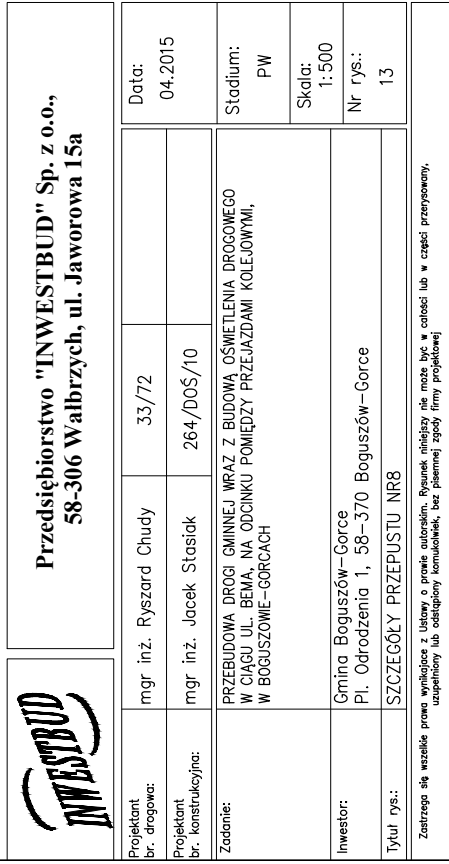 INWESTBUD
Przedsiębiorstwo "INWESTBUD" Sp. z o.o.,
58-306 Wałbrzych, ul. Jaworowa 15a
Projektant
br. drogowa:
mgr inż. Ryszard Chudy
33/72
Data:
04.2015
Projektant
br. konstrukcyjna:
mgr inż. Jacek Stasiak
264/DOŚ/10
Zadanie:
PRZEBUDOWA DROGI GMINNEJ WRAZ Z BUDOWĄ OŚWIETLENIA DROGOWEGO
W CIĄGU UL. BEMA, NA ODCINKU POMIĘDZY PRZEJAZDAMI KOLEJOWYMI,
W BOGUSZOWIE-GORCACH
Stadium:
PW
Skala:
1:500
Inwestor:
Gmina Boguszów-Gorce
Pl. Odrodzenia 1, 58-370 Boguszów-Gorce
Nr rys.:
13
Tytuł rys.:
SZCZEGÓŁY PRZEPUSTU NR8
Zastrzega się wszelkie prawa wynikające z Ustawy o prawie autorskim. Rysunek niniejszy nie może być w całości lub w części przerysowany,
uzupełniony lub odstąpiony komukolwiek, bez pisemnej zgody firmy projektowej